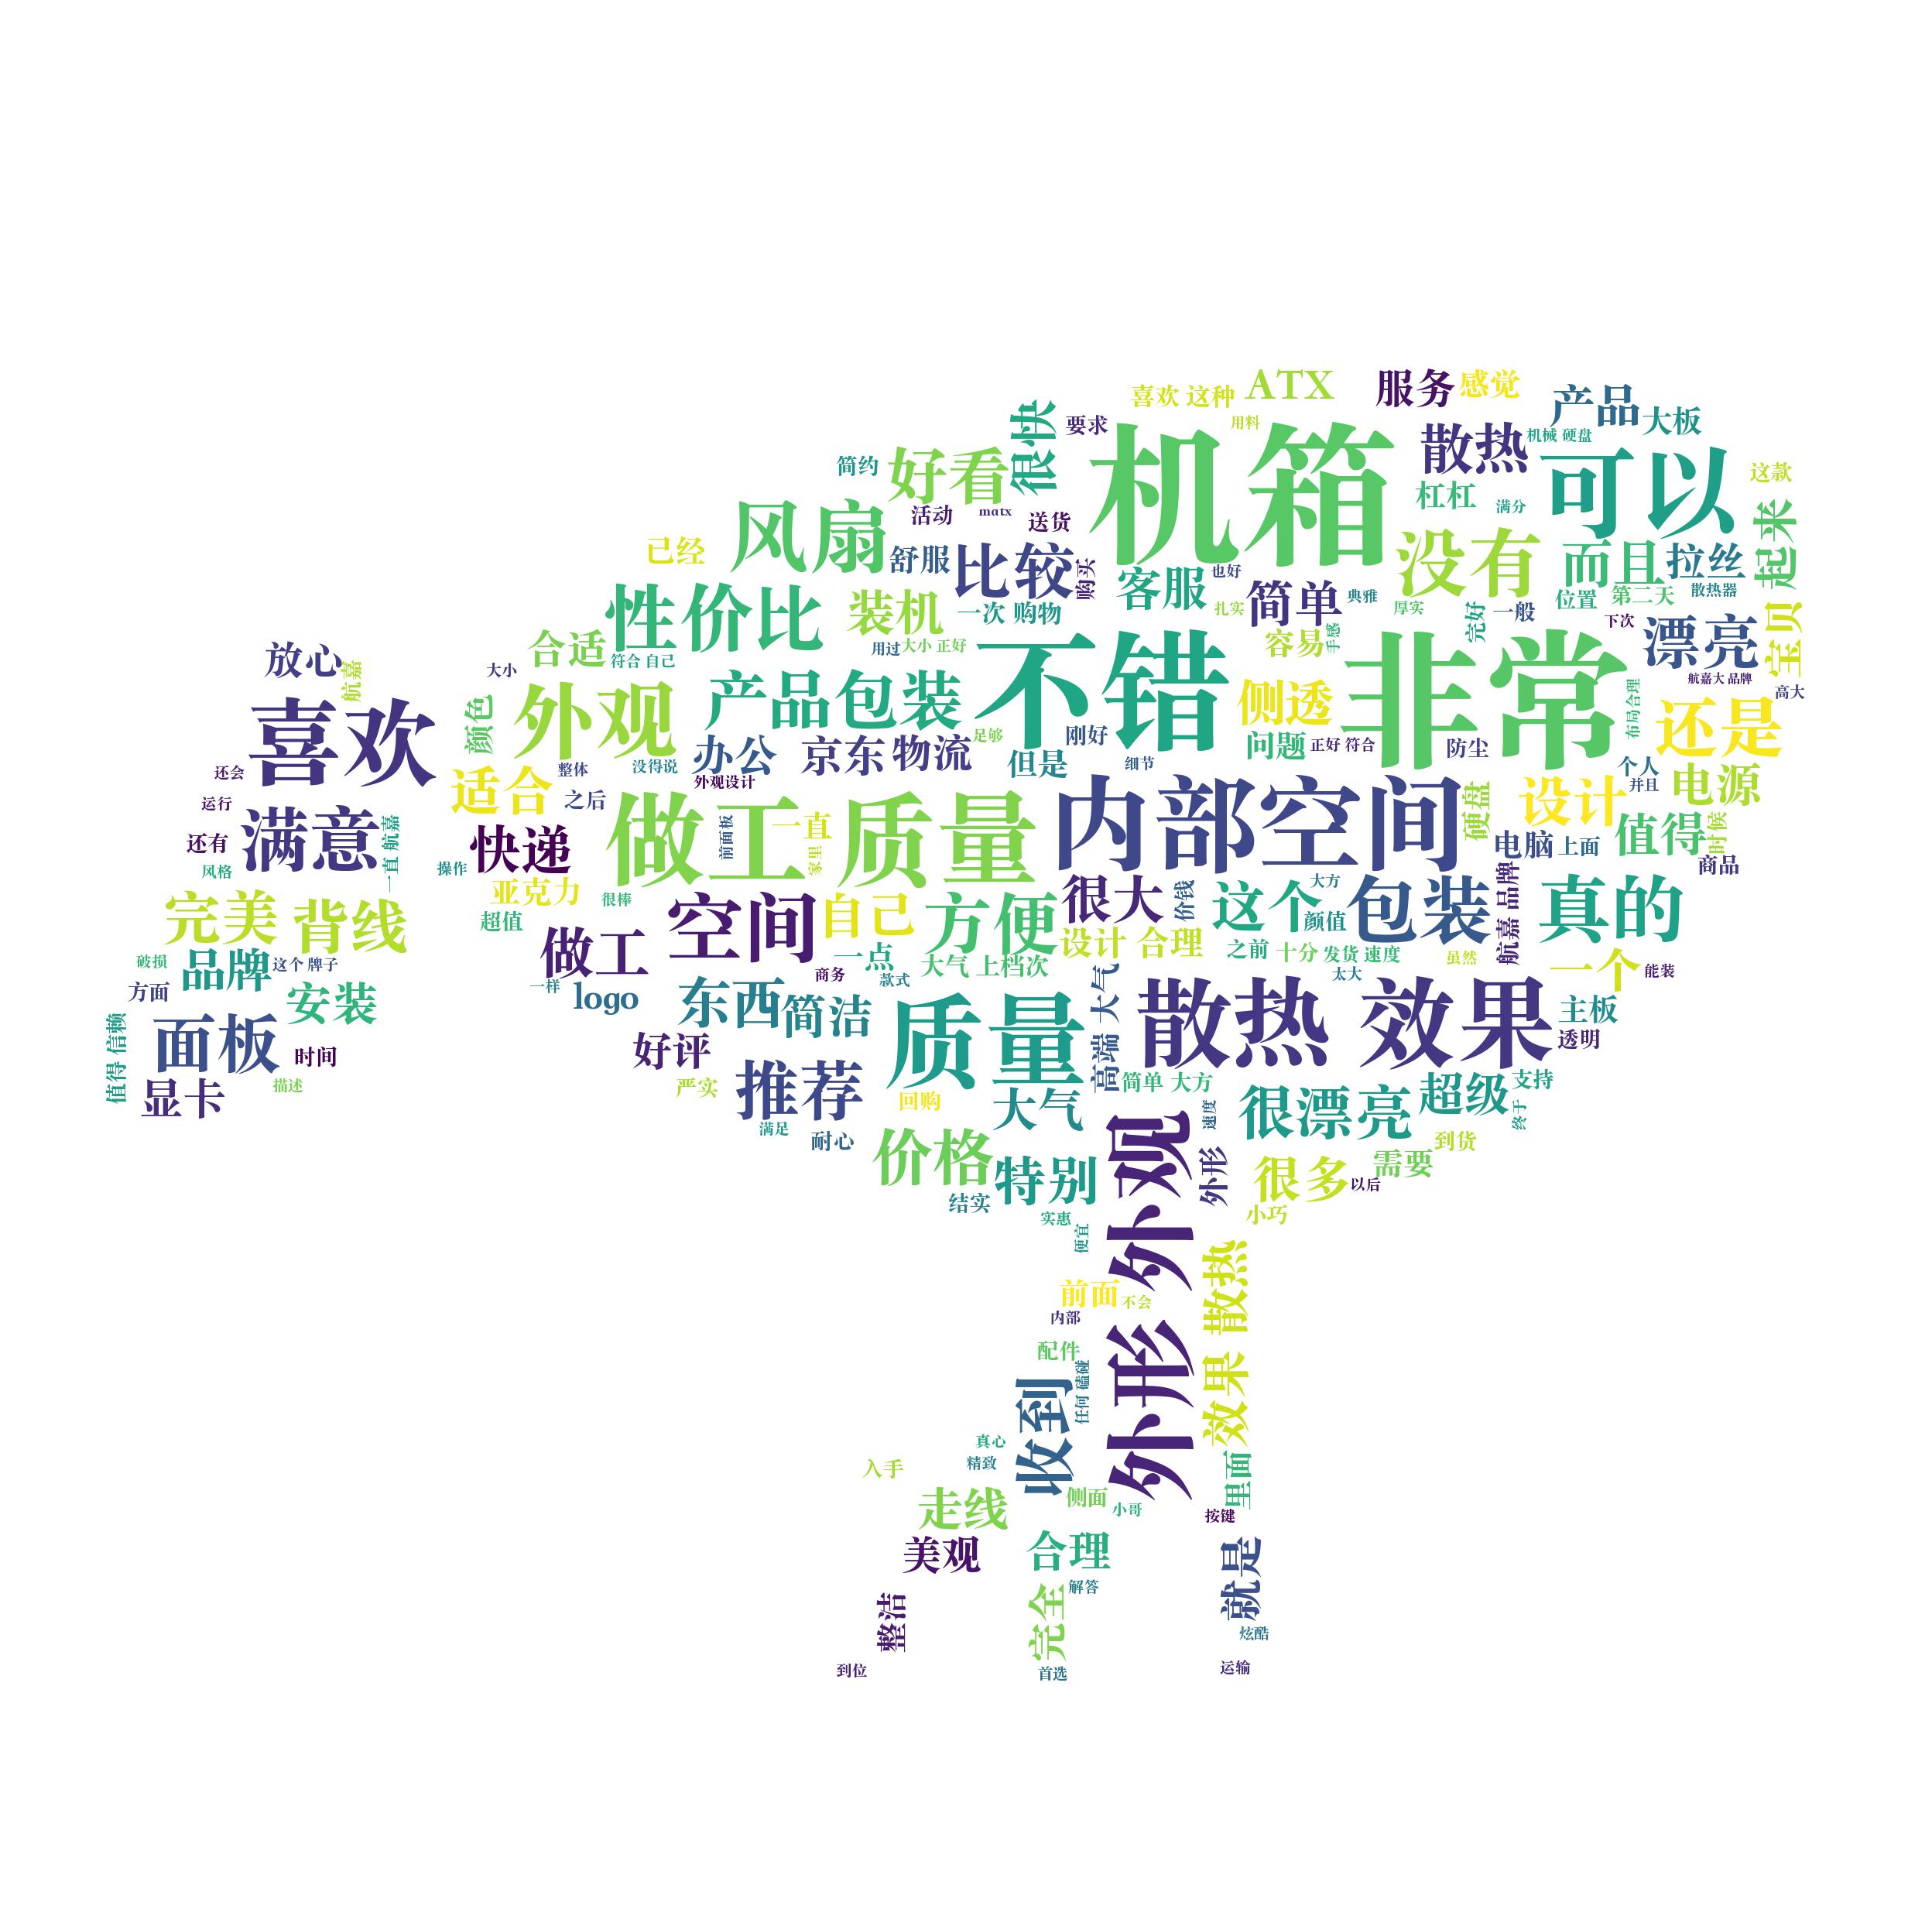 喜欢 这种
ATX
服务
感觉
产品
大板
用料
要求
很快
机箱
散热
机械 硬盘
可以
简约
好看
这款
杠杠
满分
活动
matx
送货
风扇
起来
已经
舒服
比较
购买
没有
而且
拉丝
客服
也好
简单
典雅
散热器
性价比
装机
一次 购物
扎实
厚实
一般
位置
第二天
下次
完好
宝贝
合适
符合 自己
用过
大小 正好
不错
容易
手感
非常
漂亮
放心
航嘉
大小
航嘉大 品牌
高大
喜欢
颜色
外观
产品包装
侧透
布局合理
还是
足够
刚好
问题
正好 符合
防尘
办公
京东 物流
但是
细节
还会
适合
整体
没得说
外观设计
个人
并且
电源
运行
之后
做工 质量
一直
内部空间
硬盘
设计
还有
满意
一直 航嘉
快递
前面板
家里
电脑
上面
值得
时候
风格
操作
商品
亚克力
很棒
很大
价钱
大方
完美
背线
超值
空间
自己
方便
这个
颜值
包装
航嘉 品牌
真的
做工
一点
设计 合理
之前
十分
发货 速度
虽然
破损
品牌
这个 牌子
大气 上档次
太大
一个
能装
方面
一样
商务
款式
安装
logo
东西
简洁
质量
高端 大气
散热 效果
主板
透明
值得 信赖
面板
时间
好评
显卡
描述
严实
推荐
回购
大气
简单 大方
很漂亮
超级
支持
满足
耐心
速度
终于
到货
价格
特别
外形 外观
外形
很多
需要
以后
结实
实惠
小巧
便宜
效果 散热
前面
不会
内部
配件
收到
任何 磕碰
真心
入手
精致
里面
走线
侧面
小哥
按键
美观
合理
就是
完全
解答
整洁
炫酷
到位
首选
运输